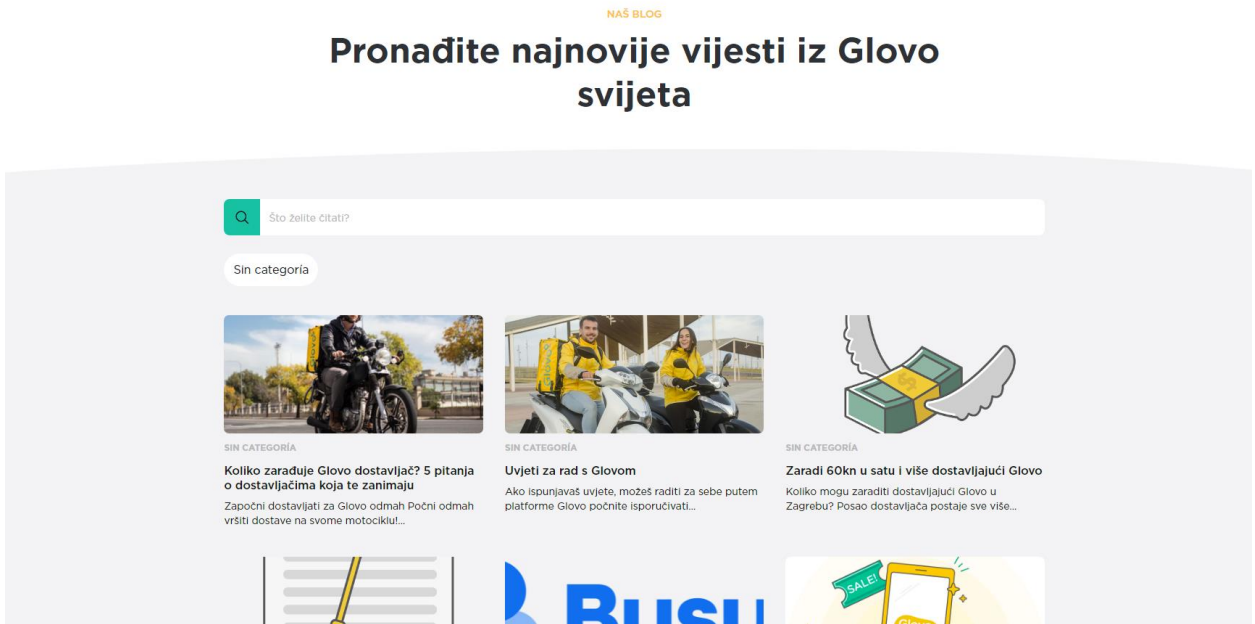 NAŠ BLOG
Pronađite najnovije vijesti iz Glovo
svijeta
Što želite čitati?
Sin categoría
SIN CATEGORÍA
Koliko zarađuje Glovo dostavljač? 5 pitanja
o dostavljačima koja te zanimaju
Započni dostavljati za Glovo odmah Počni odmah
vršiti dostave na svome motociklu!...
SIN CATEGORÍA
Uvjeti za rad s Glovom
Ako ispunjavaš uvjete, možeš raditi za sebe putem
platforme Glovo počnite isporučivati...
SIN CATEGORÍA
Zaradi 60kn u satu i više dostavljajući Glovo
Koliko mogu zaraditi dostavljajući Glovo u
Zagrebu? Posao dostavljača postaje sve više...
Busu
SALE!
Glovo